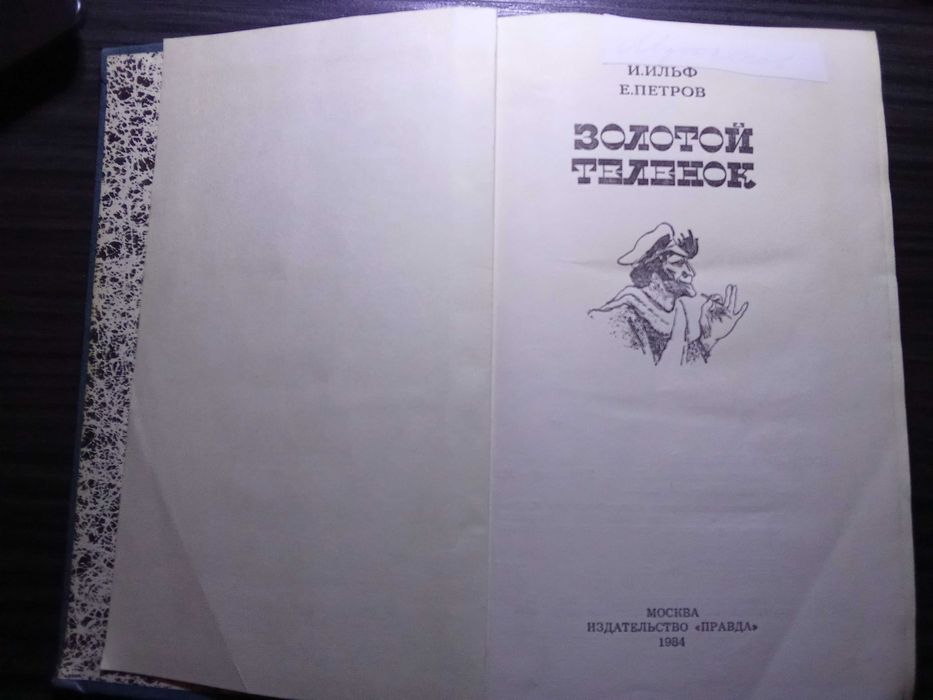 И.ИЛЬФ
Е.ПЕТРОВ
ЗОЛОТОЙ
ТЕЛЕНОК
МОСКВА
ИЗДАТЕЛЬСТВО «ПРАВДА»
1984